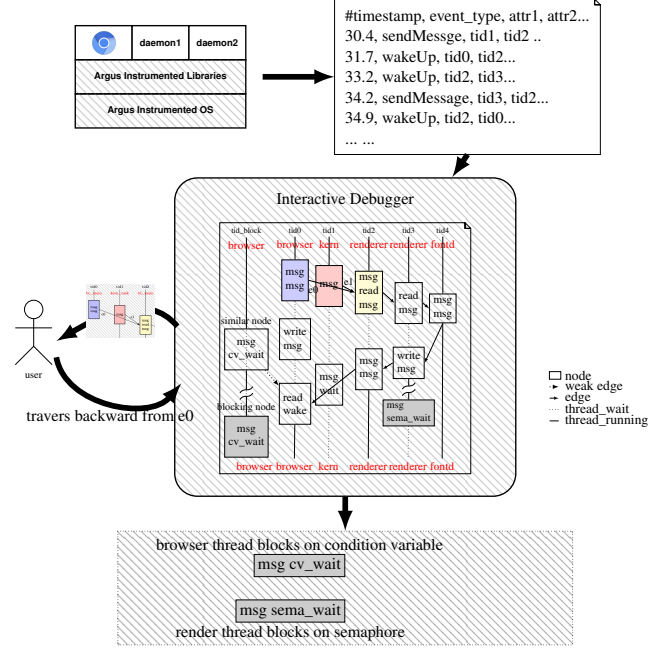 daemon1 daemon2
Argus Instrumented Libraries
Argus Instrumented OS
#timestamp, event_type, attr1, attr2...
30.4, sendMessge, tid1, tid2 ..
31.7, wakeUp, tid0, tid2...
33.2, wakeUp, tid2, tid3...
34.2, sendMessage, tid3, tid2...
34.9, wakeUp, tid2, tid0...
... ...
Interactive Debugger
tid_block tid0 tid1 tid2 tid3 tid4
browser browser kern renderer renderer fontd
msg
msg
msg
e0
e1
msg
read
msg
read
msg
msg
msg
similar node
msg
cv_wait
write
msg
msg
wait
msg
msg
write
msg
blocking node
msg
cv_wait
read
wake
msg
sema_wait
browser browser kern renderer renderer fontd
tid0 tid1 tid2
user
travers backward from e0
node
weak edge
edge
thread_wait
thread_running
browser thread blocks on condition variable
msg cv_wait
msg sema_wait
render thread blocks on semaphore